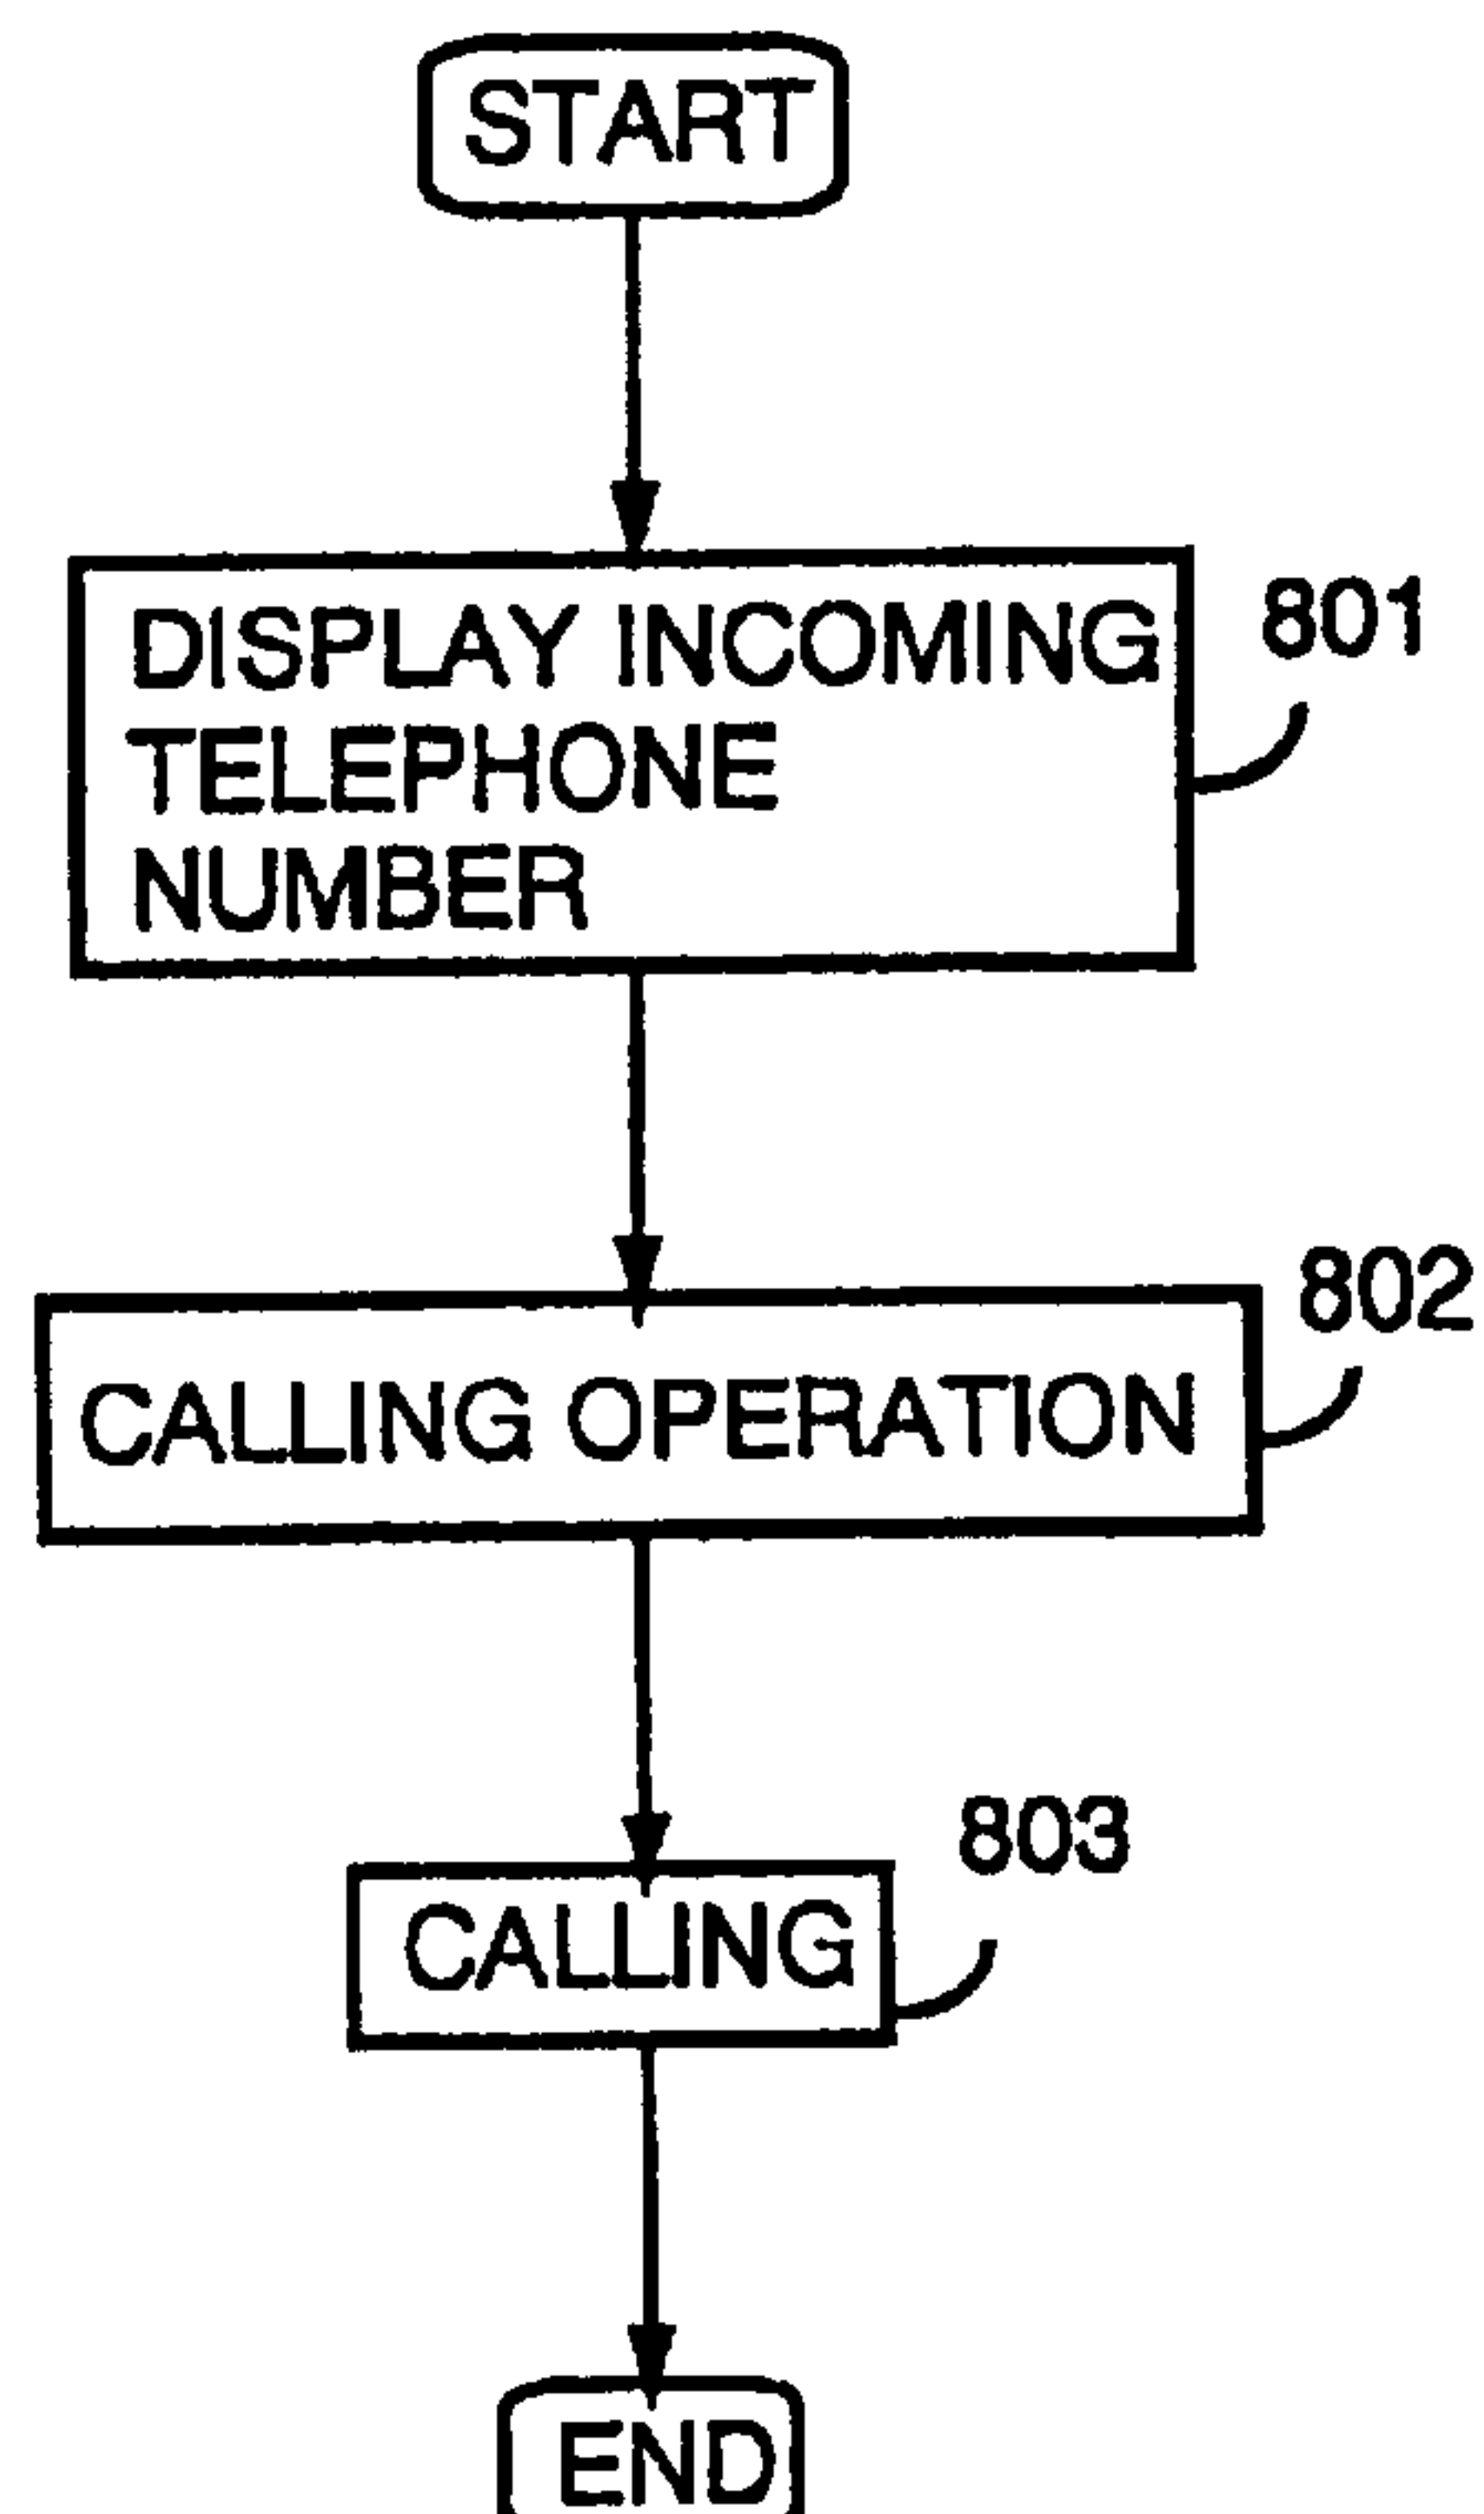 START
DISPLAY INCOMING
TELEPHONE
NUMBER
801
CALLING OPERATION
802
CALLING
803
END